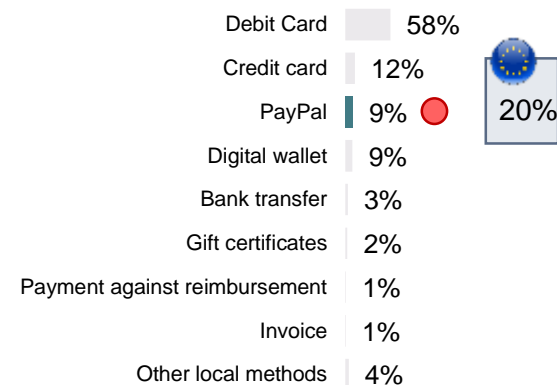 Debit Card 58%
Credit card 12%
PayPal 9% 20%
Digital wallet 9%
Bank transfer 3%
Gift certificates 2%
Payment against reimbursement 1%
Invoice 1%
Other local methods 4%